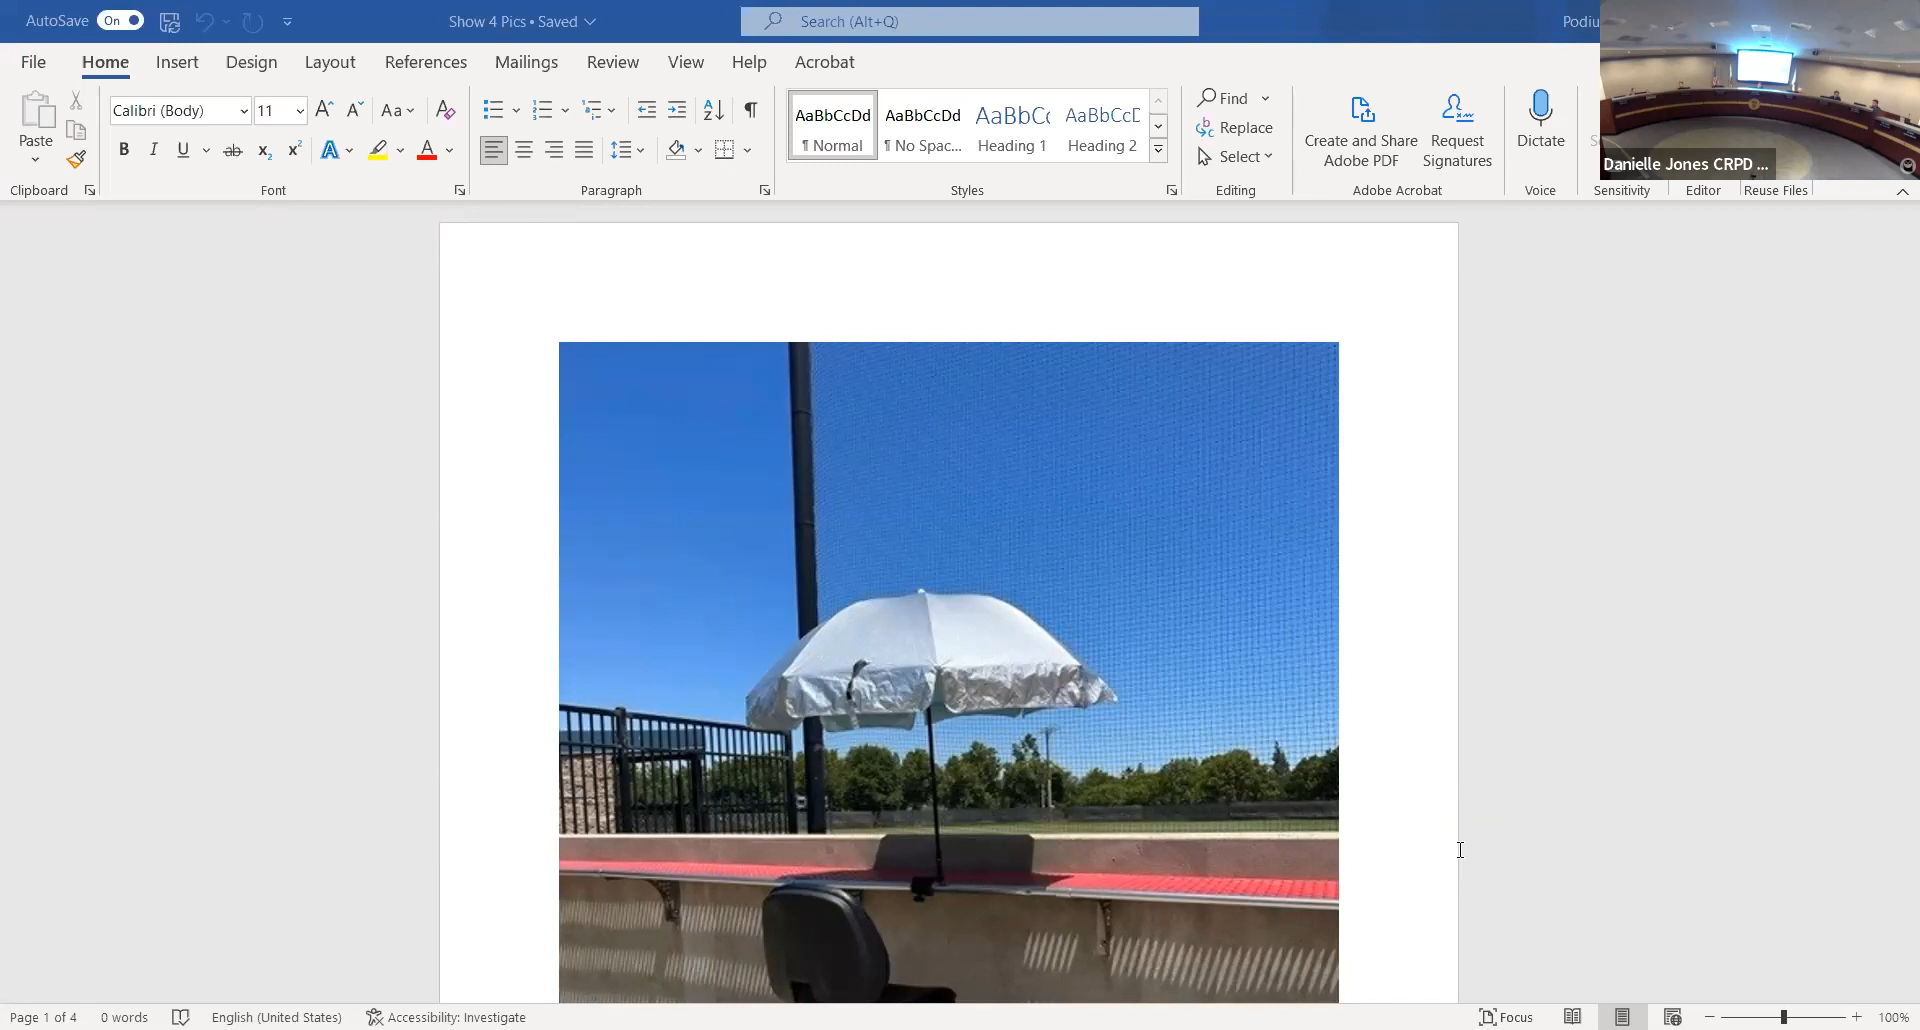 AutoSave On Show 4 Pics • Saved Search (Alt+Q) Podiu
File Home Insert Design Layout References Mailings Review View Help Acrobat
Calibri (Body) 11 Aa
Paste
B I U ab x₂ x² A A
AaBbCcDd AaBbCcDd AaBbCc AaBbCcD
¶ Normal ¶ No Spac... Heading 1 Heading 2
Find
Replace
Select
Create and Share
Adobe PDF
Request
Signatures
Dictate
Danielle Jones CRPD ...
Clipboard Font Paragraph Styles Editing Adobe Acrobat Voice Sensitivity Editor Reuse Files
Page 1 of 4 0 words English (United States) Accessibility: Investigate Focus 100%